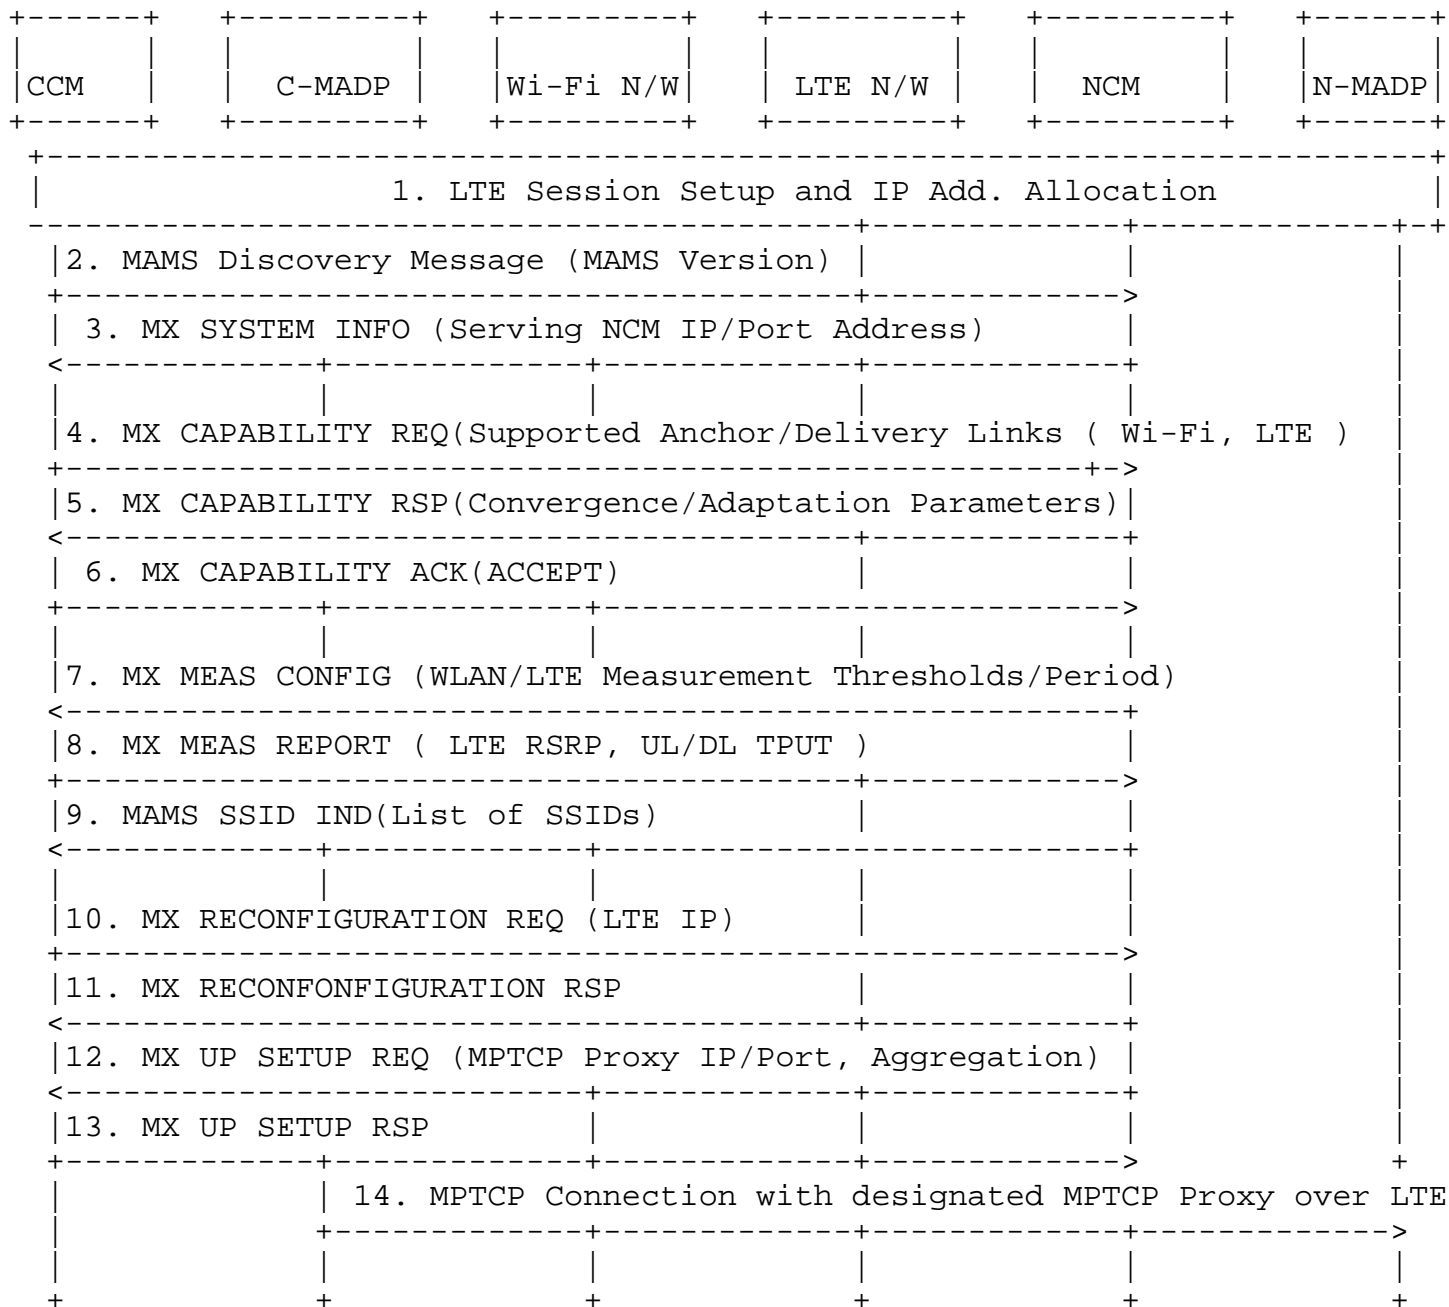 CCM C-MADP Wi-Fi N/W LTE N/W NCM N-MADP
1. LTE Session Setup and IP Add. Allocation
2. MAMS Discovery Message (MAMS Version)
3. MX SYSTEM INFO (Serving NCM IP/Port Address)
4. MX CAPABILITY REQ(Supported Anchor/Delivery Links ( Wi-Fi, LTE )
5. MX CAPABILITY RSP(Convergence/Adaptation Parameters)
6. MX CAPABILITY ACK(ACCEPT)
7. MX MEAS CONFIG (WLAN/LTE Measurement Thresholds/Period)
8. MX MEAS REPORT ( LTE RSRP, UL/DL TPUT )
9. MAMS SSID IND(List of SSIDs)
10. MX RECONFIGURATION REQ (LTE IP)
11. MX RECONFONFIGURATION RSP
12. MX UP SETUP REQ (MPTCP Proxy IP/Port, Aggregation)
13. MX UP SETUP RSP
14. MPTCP Connection with designated MPTCP Proxy over LTE